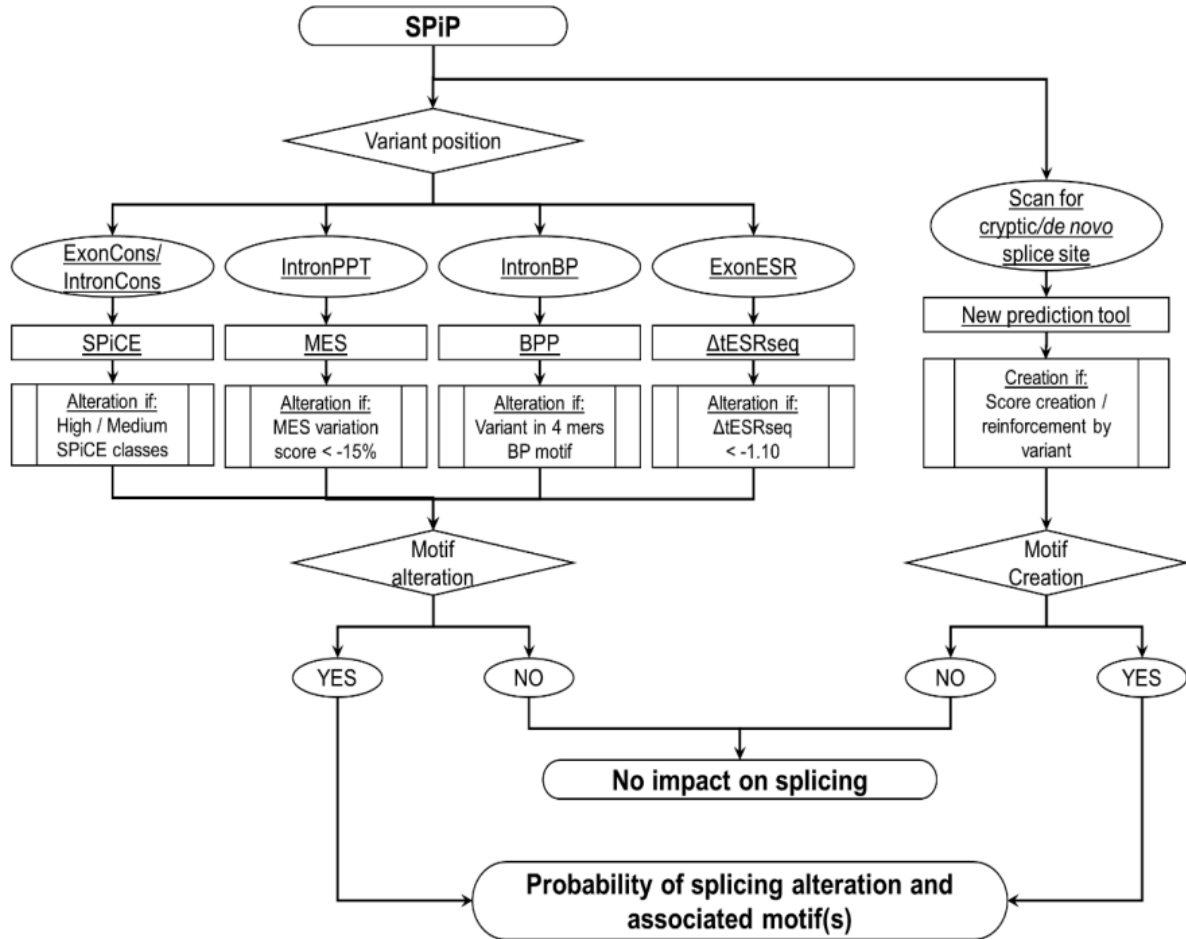 SPiP
Variant position
ExonCons/
IntronCons
IntronPPT
IntronBP
ExonESR
Scan for
cryptic/de novo
splice site
SPiCE
MES
BPP
ΔtESRseq
New prediction tool
Alteration if:
High / Medium
SPiCE classes
Alteration if:
MES variation
score < -15%
Alteration if:
Variant in 4 mers
BP motif
Alteration if:
ΔtESRseq
< -1.10
Creation if:
Score creation /
reinforcement by
variant
Motif
alteration
Motif
Creation
YES
NO
NO
YES
No impact on splicing
Probability of splicing alteration and
associated motif(s)